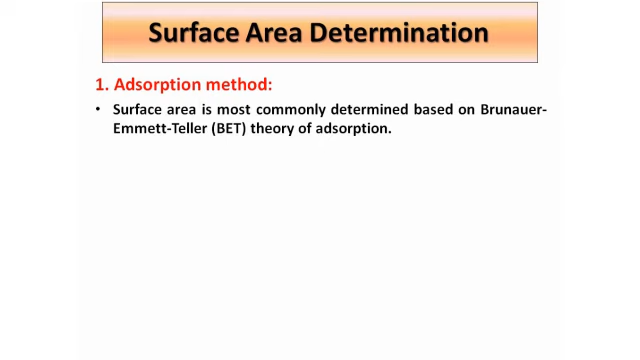 Surface Area Determination
1. Adsorption method:
• Surface area is most commonly determined based on Brunauer-
Emmett-Teller (BET) theory of adsorption.